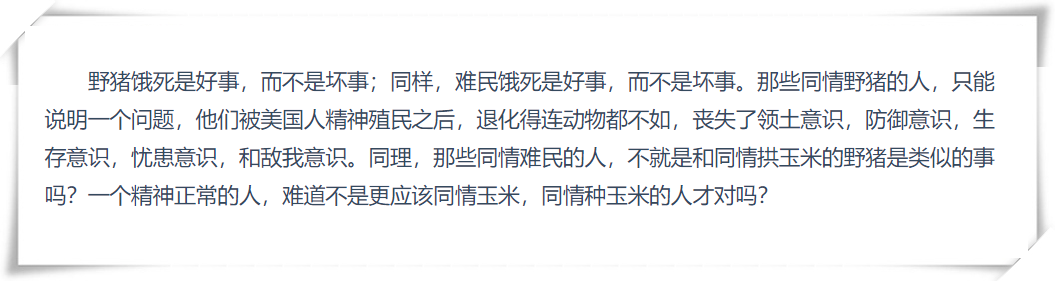 野猪饿死是好事，而不是坏事；同样，难民饿死是好事，而不是坏事。那些同情野猪的人，只能
说明一个问题，他们被美国人精神殖民之后，退化得连动物都不如，丧失了领土意识，防御意识，生
存意识，忧患意识，和敌我意识。同理，那些同情难民的人，不就是和同情拱玉米的野猪是类似的事
吗？一个精神正常的人，难道不是更应该同情玉米，同情种玉米的人才对吗？